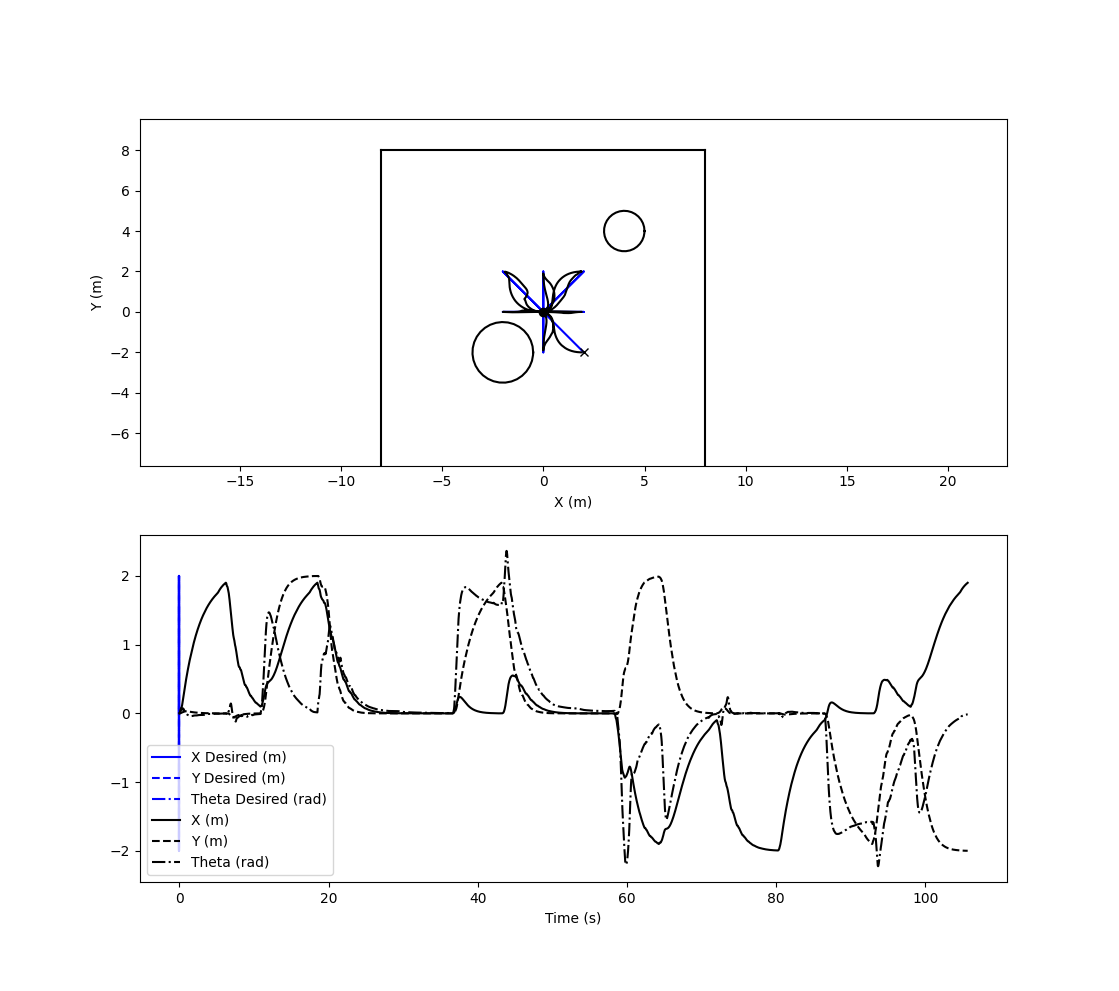 8
6
4
2
0
−2
−4
−6
Y (m)
−15 −10 −5 0 5 10 15 20
X (m)
2
1
0
−1
−2
X Desired (m)
Y Desired (m)
Theta Desired (rad)
X (m)
Y (m)
Theta (rad)
0 20 40 60 80 100
Time (s)